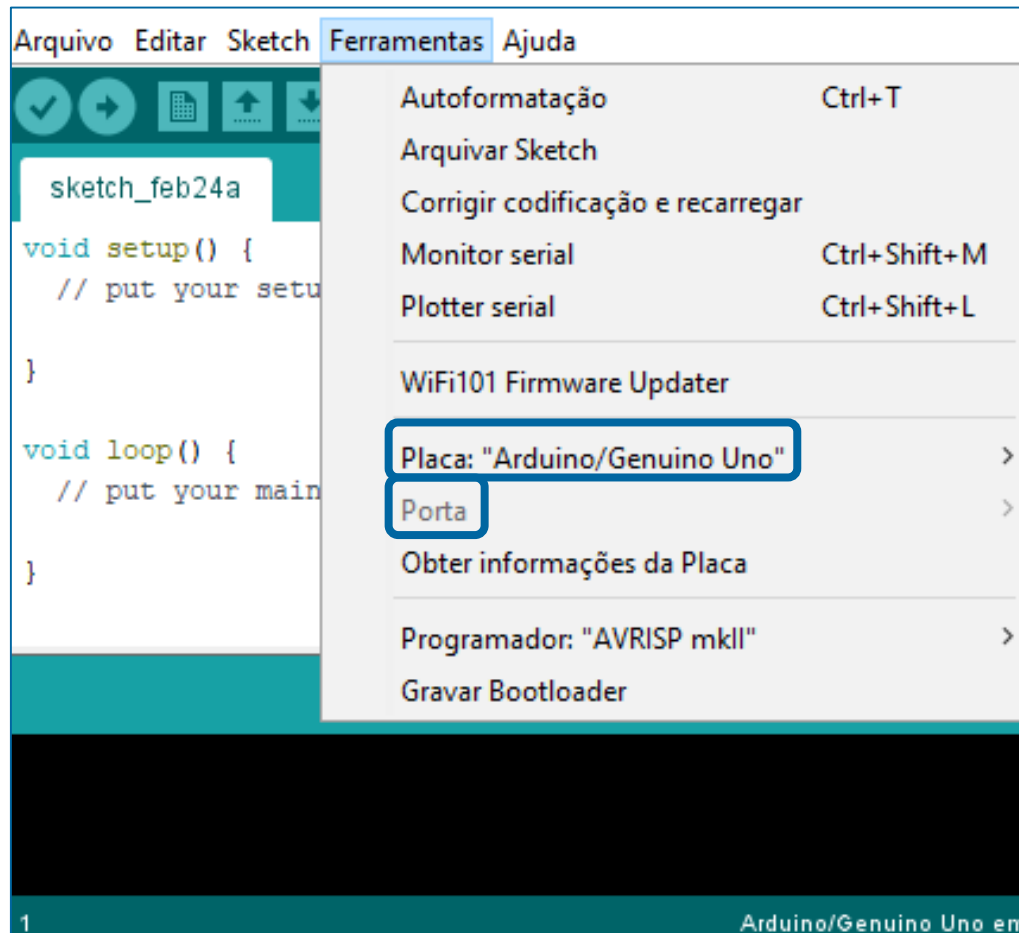 Arquivo Editar Sketch Ferramentas Ajuda
sketch_feb24a
void setup() {
// put your setu
}
void loop() {
// put your main
}
Autoformatação Ctrl+T
Arquivar Sketch
Corrigir codificação e recarregar
Monitor serial Ctrl+Shift+M
Plotter serial Ctrl+Shift+L
WiFi101 Firmware Updater
Placa: "Arduino/Genuino Uno"
Porta
Obter informações da Placa
Programador: "AVRISP mkII"
Gravar Bootloader
1 Arduino/Genuino Uno em